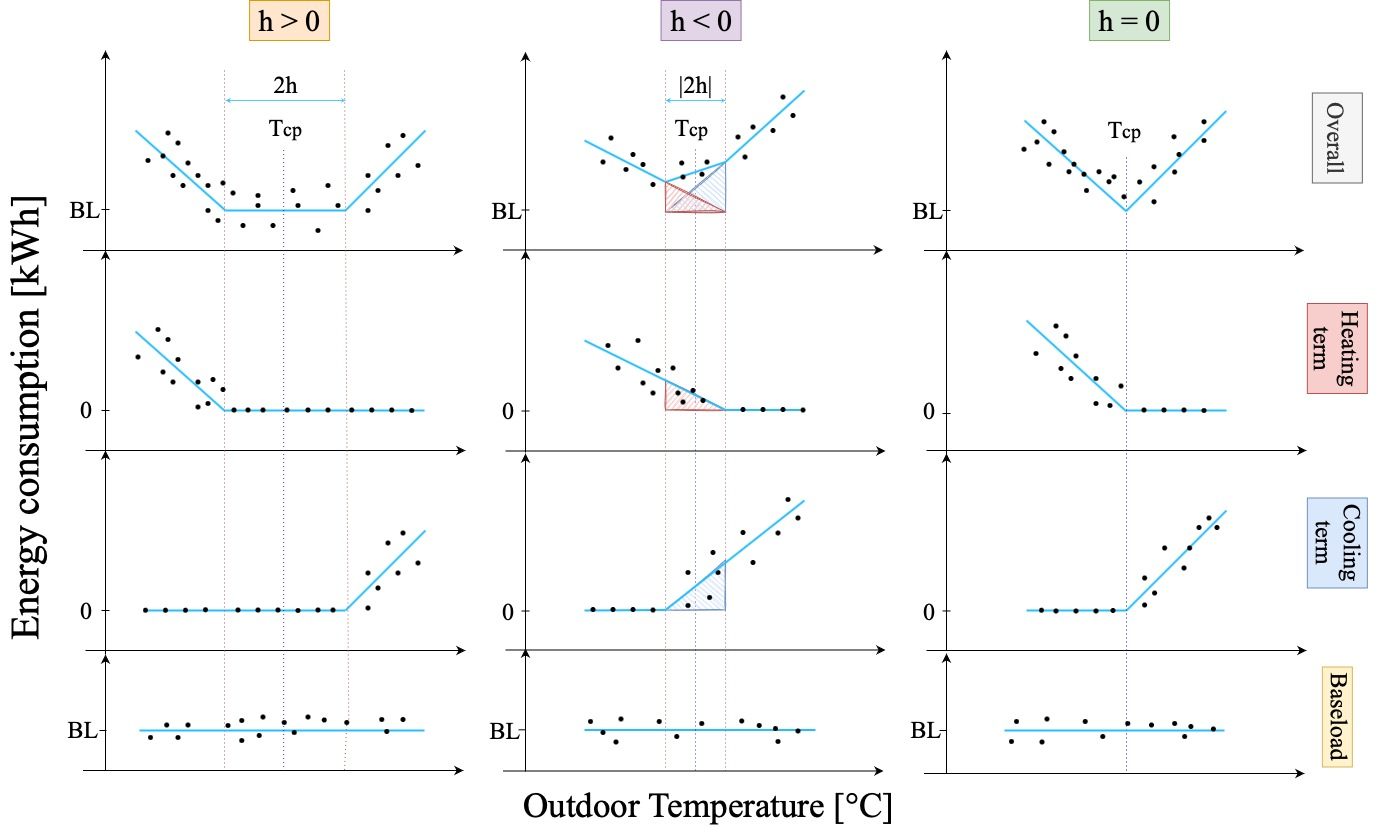 h > 0
h < 0
h = 0
2h
|2h|
Tcp
Tcp
Tcp
Overall
BL
BL
BL
Energy consumption [kWh]
Heating
term
0
0
0
Cooling
term
0
0
0
Baseload
BL
BL
BL
Outdoor Temperature [°C]